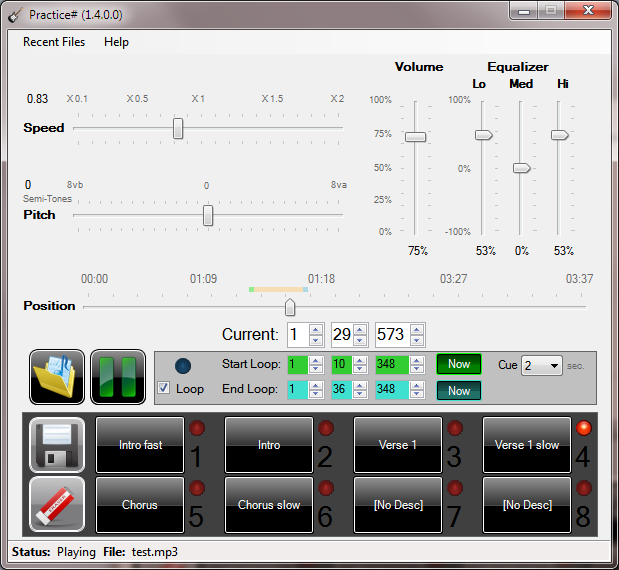 Practice# (1.4.0.0)
Recent Files Help
Volume Equalizer
Lo Med Hi
0.83 X 0.1 X 0.5 X 1 X 1.5 X 2 100% 100%
Speed 75%
0 8vb 0 8va 50% 0%
Semi-Tones
Pitch 25%
0% -100%
75% 53% 0% 53%
00:00 01:09 01:18 03:27 03:37
Position
Current: 1 29 573
Start Loop: 1 10 348 Now Cue 2 sec.
Loop End Loop: 1 36 348 Now
Intro fast 1 Intro 2 Verse 1 3 Verse 1 slow 4
Chorus 5 Chorus slow 6 [No Desc] 7 [No Desc] 8
ERASER
Status: Playing File: test.mp3